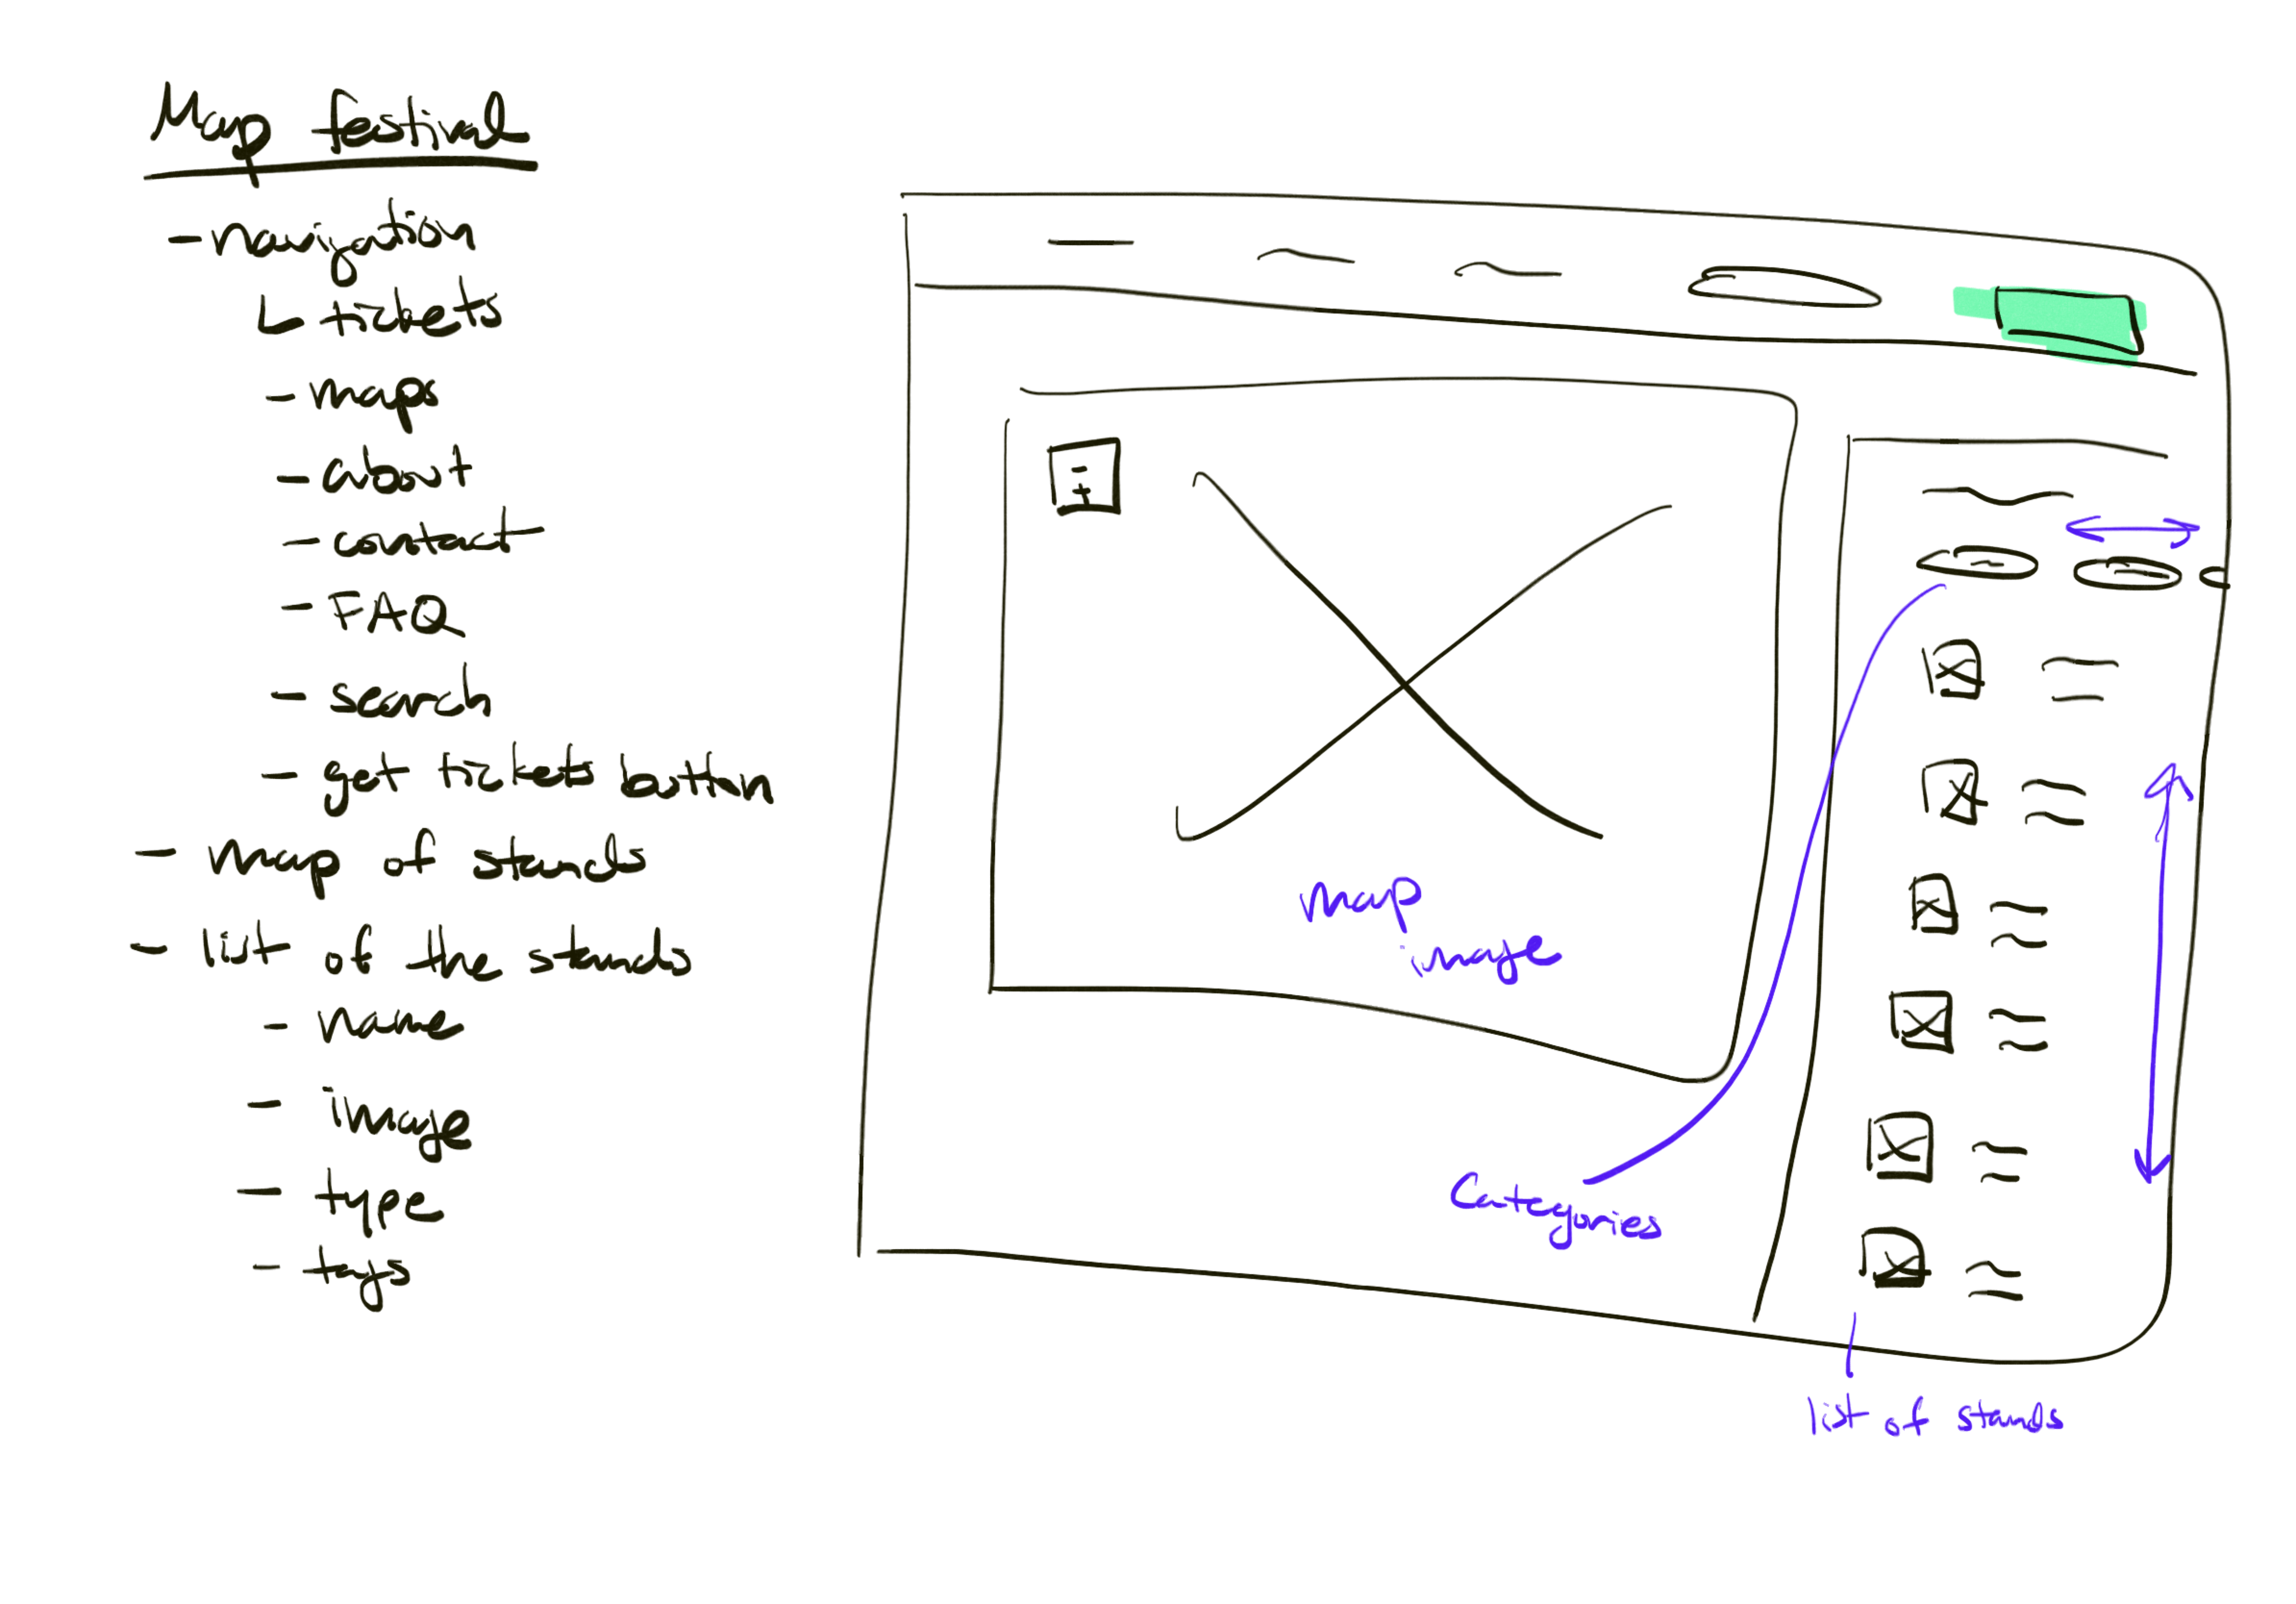 Map festival
- navigation
↳ tickets
- maps
- about
- contact
- FAQ
- search
- get tickets button
- map of stands
- list of the stands
- name
- image
- type
- tags
map
image
Categories
list of stands